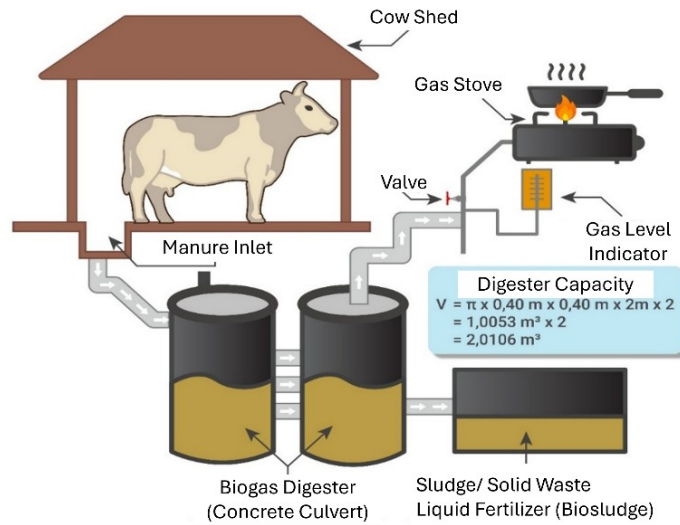 Cow Shed
Gas Stove
Valve
Gas Level
Indicator
Manure Inlet
Digester Capacity
V = π x 0,40 m x 0,40 m x 2m x 2
= 1,0053 m³ x 2
= 2,0106 m³
Biogas Digester
(Concrete Culvert)
Sludge/ Solid Waste
Liquid Fertilizer (Biosludge)